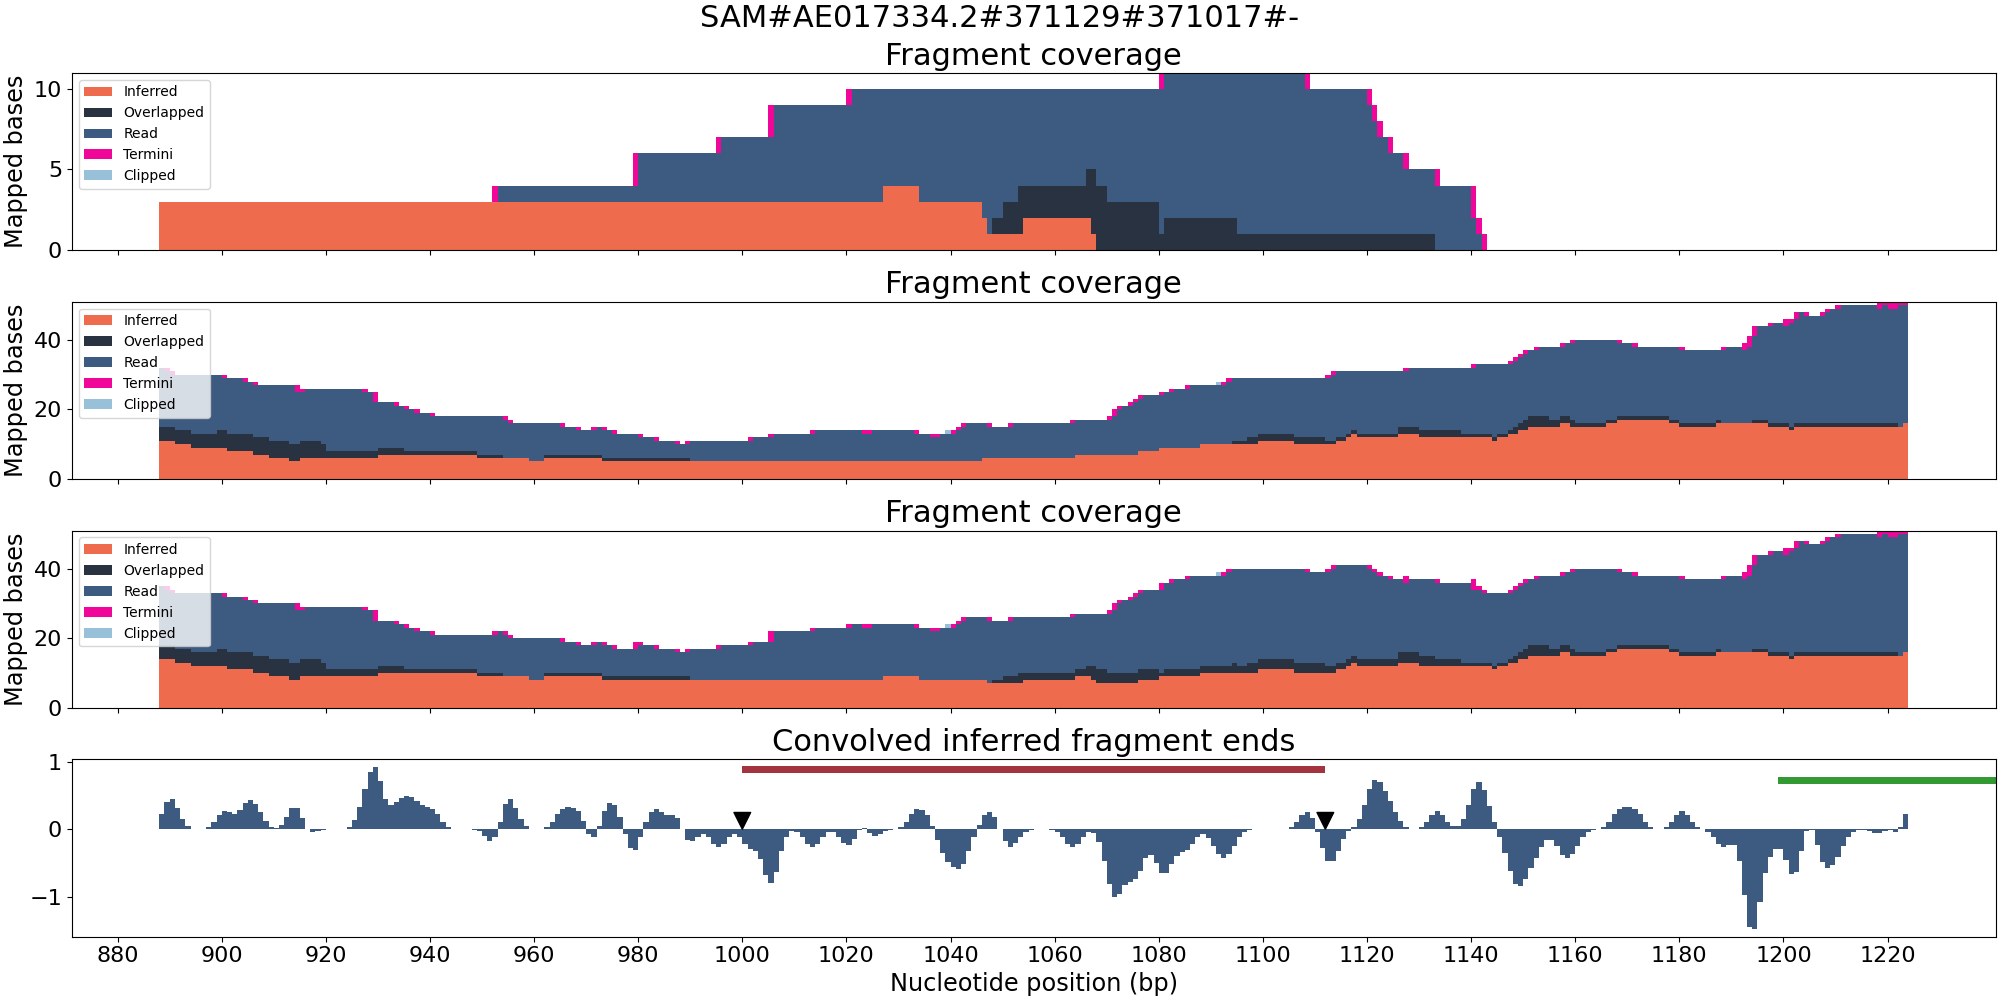 SAM#AE017334.2#371129#371017#-
Fragment coverage
Mapped bases
10
5
0
Inferred
Overlapped
Read
Termini
Clipped
Fragment coverage
Mapped bases
40
20
0
Inferred
Overlapped
Read
Termini
Clipped
Fragment coverage
Mapped bases
40
20
0
Inferred
Overlapped
Read
Termini
Clipped
Convolved inferred fragment ends
1
0
−1
880 900 920 940 960 980 1000 1020 1040 1060 1080 1100 1120 1140 1160 1180 1200 1220
Nucleotide position (bp)